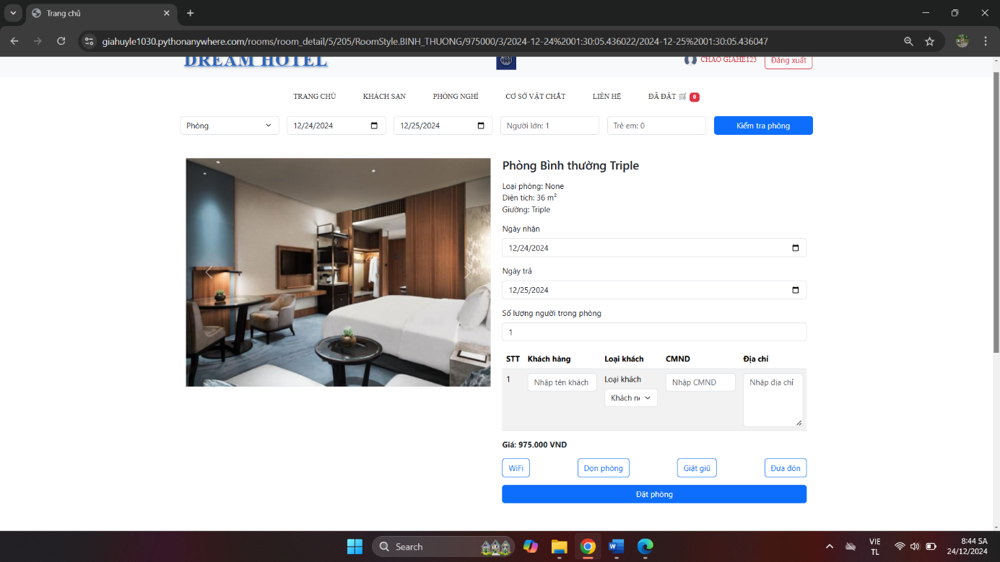 Trang chủ
giahuyle1030.pythonanywhere.com/rooms/room_detail/5/205/RoomStyle.BINH_THUONG/975000/3/2024-12-24%2001:30:05.436022/2024-12-25%2001:30:05.436047
DREAM HOTEL
CHÀO GIAHE123
Đăng xuất
TRANG CHỦ
KHÁCH SẠN
PHÒNG NGHỈ
CƠ SỞ VẬT CHẤT
LIÊN HỆ
ĐÃ ĐẶT 🛒 0
Phòng
12/24/2024
12/25/2024
Người lớn: 1
Trẻ em: 0
Kiểm tra phòng
Phòng Bình thường Triple
Loại phòng: None
Diện tích: 36 m²
Giường: Triple
Ngày nhận
12/24/2024
Ngày trả
12/25/2024
Số lượng người trong phòng
1
STT Khách hàng Loại khách CMND Địa chỉ
1 Nhập tên khách Loại khách Nhập CMND Nhập địa chỉ
Khách
Giá: 975.000 VND
WiFi
Dọn phòng
Giặt giũ
Đưa đón
Đặt phòng
Search
VIE
TL
8:44 SA
24/12/2024